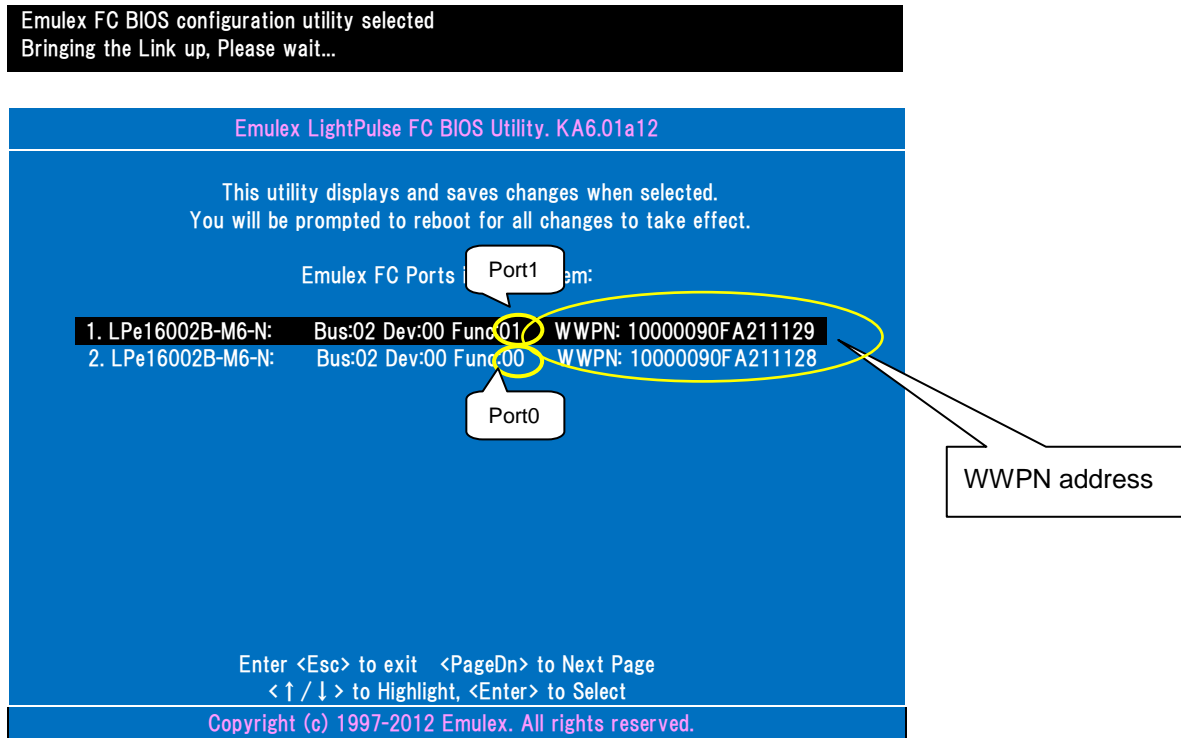 Emulex FC BIOS configuration utility selected
Bringing the Link up, Please wait...
Emulex LightPulse FC BIOS Utility. KA6.01a12
This utility displays and saves changes when selected.
You will be prompted to reboot for all changes to take effect.
Emulex FC Ports i em:
Port1
1. LPe16002B-M6-N: Bus:02 Dev:00 Func:01 WWPN: 10000090FA211129
2. LPe16002B-M6-N: Bus:02 Dev:00 Func:00 WWPN: 10000090FA211128
Port0
WWPN address
Enter <Esc> to exit <PageDn> to Next Page
<↑/↓> to Highlight, <Enter> to Select
Copyright (c) 1997-2012 Emulex. All rights reserved.